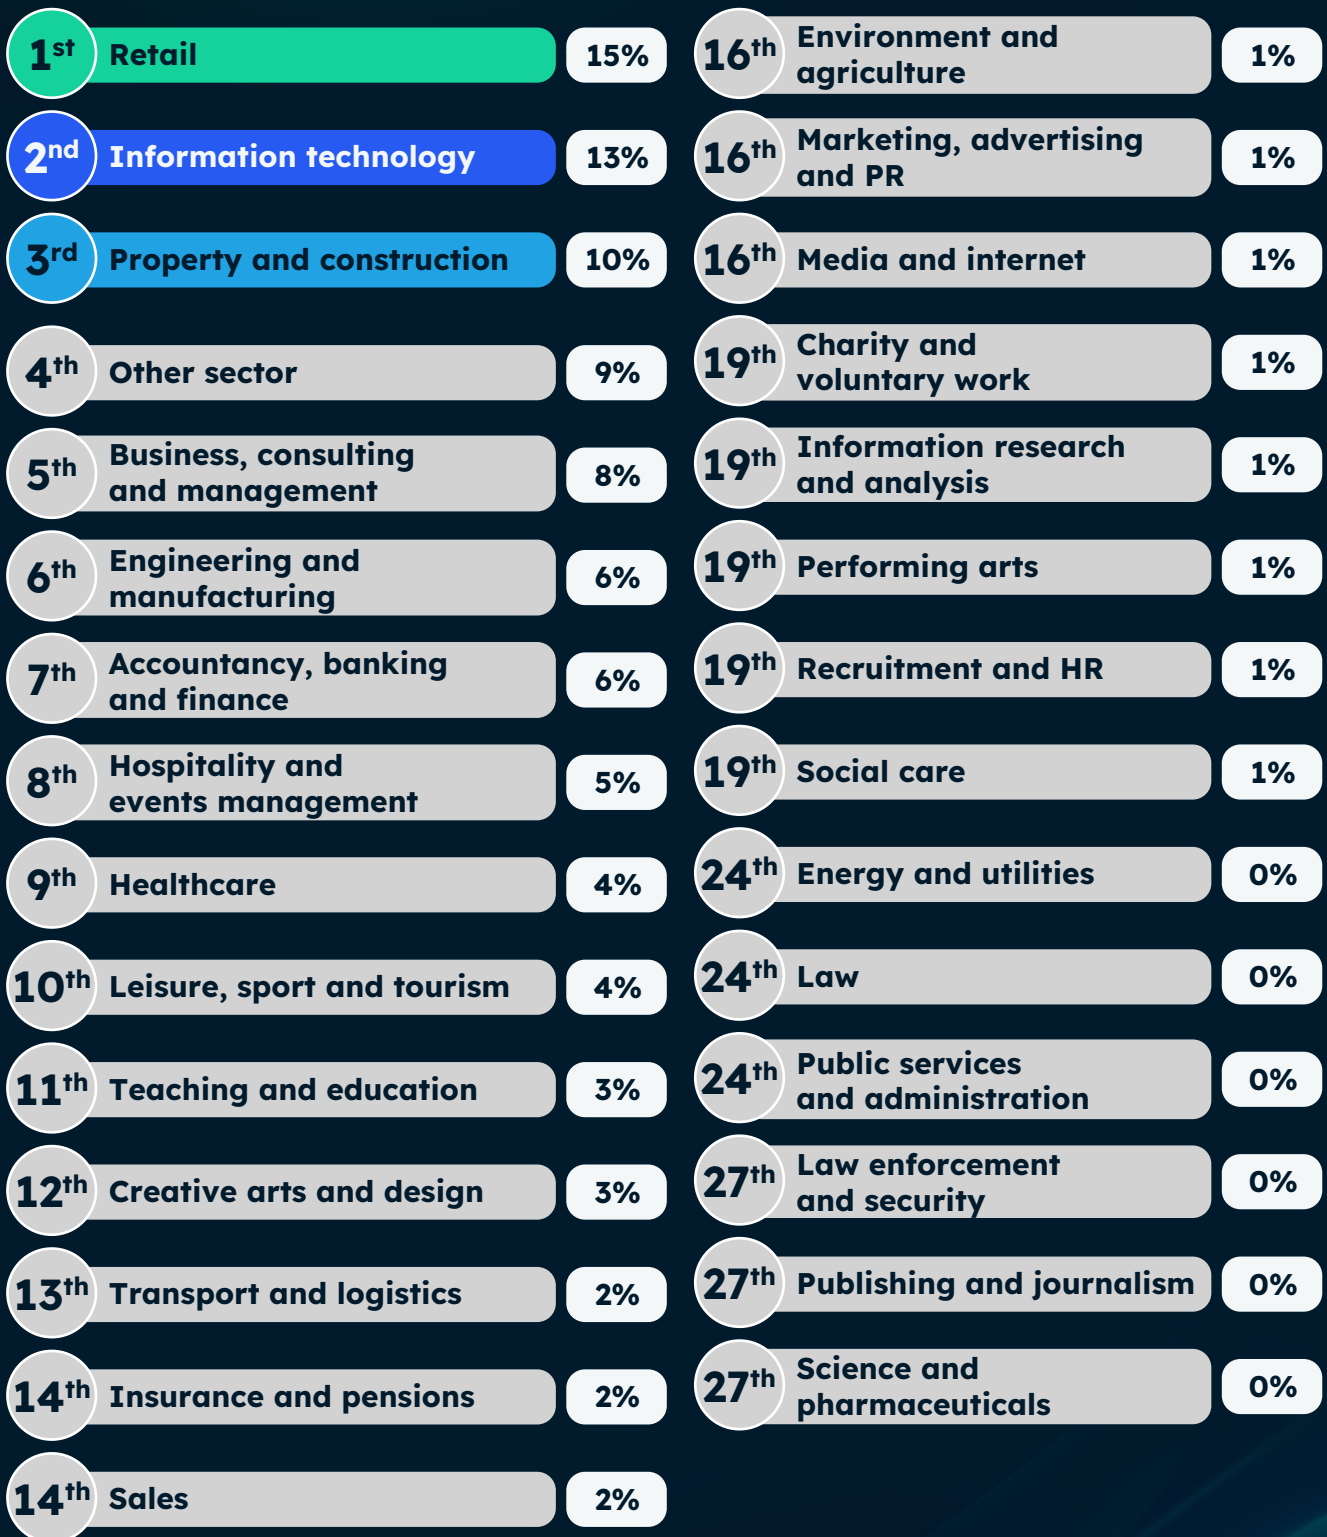 1st Retail 15%
2nd Information technology 13%
3rd Property and construction 10%
4th Other sector 9%
5th Business, consulting
and management 8%
6th Engineering and
manufacturing 6%
7th Accountancy, banking
and finance 6%
8th Hospitality and
events management 5%
9th Healthcare 4%
10th Leisure, sport and tourism 4%
11th Teaching and education 3%
12th Creative arts and design 3%
13th Transport and logistics 2%
14th Insurance and pensions 2%
14th Sales 2%
16th Environment and
agriculture 1%
16th Marketing, advertising
and PR 1%
16th Media and internet 1%
19th Charity and
voluntary work 1%
19th Information research
and analysis 1%
19th Performing arts 1%
19th Recruitment and HR 1%
19th Social care 1%
24th Energy and utilities 0%
24th Law 0%
24th Public services
and administration 0%
27th Law enforcement
and security 0%
27th Publishing and journalism 0%
27th Science and
pharmaceuticals 0%